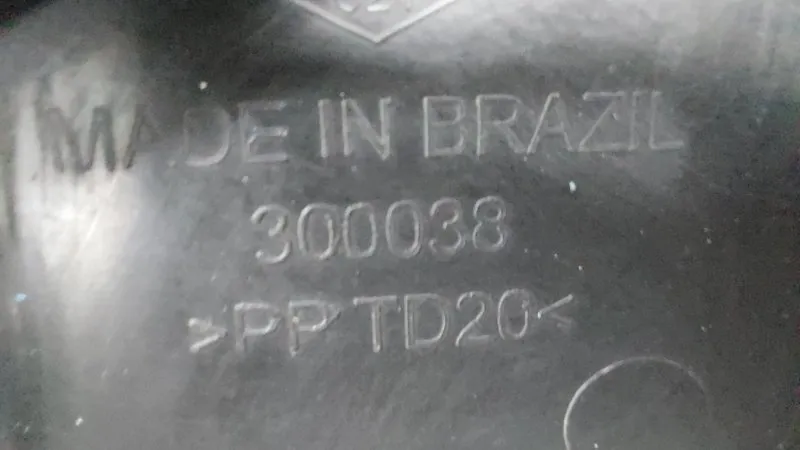 MADE IN BRAZIL
300038
>PP TD20<